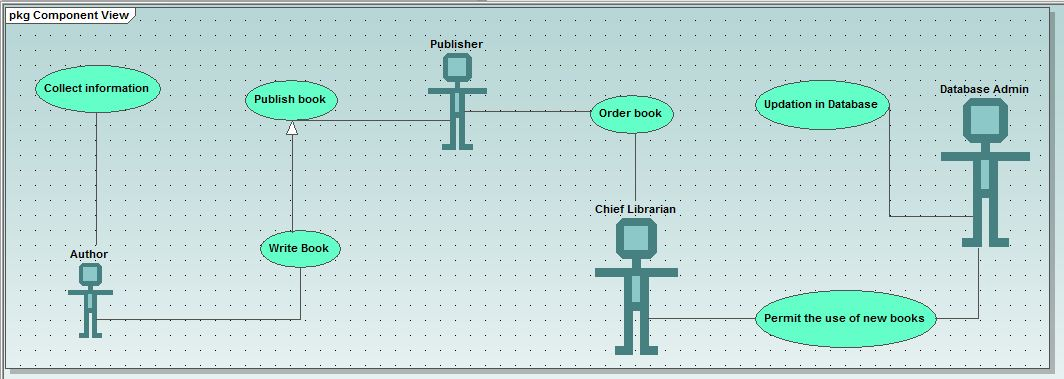 pkg Component View
Publisher
Collect information
Publish book
Order book
Updation in Database
Database Admin
Chief Librarian
Write Book
Author
Permit the use of new books